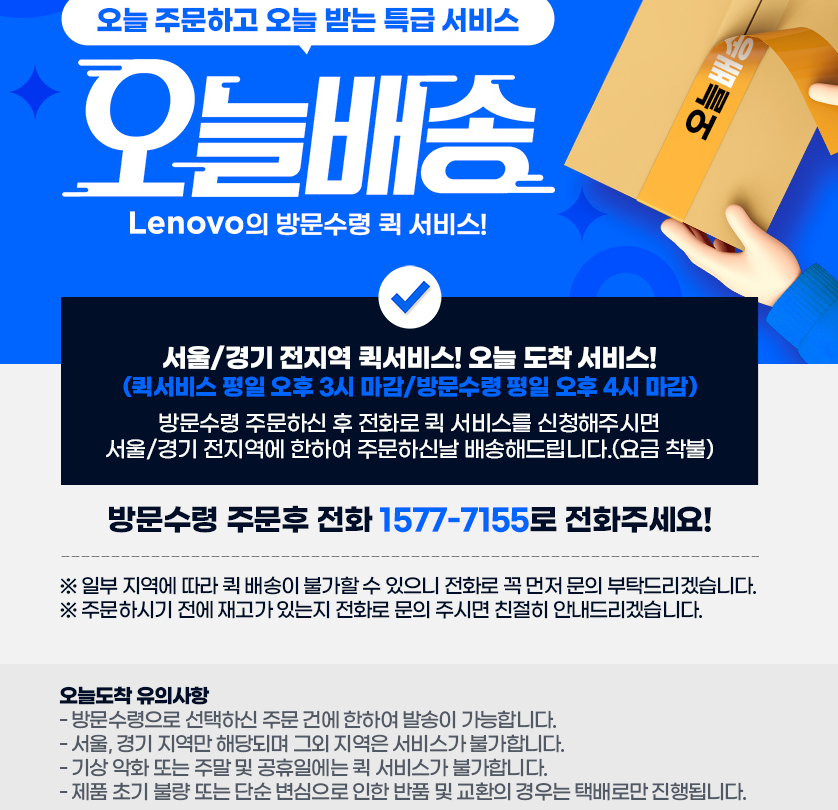 오늘 주문하고 오늘 받는 특급 서비스
오늘배송
Lenovo의 방문수령 퀵 서비스!
서울/경기 전지역 퀵서비스! 오늘 도착 서비스!
(퀵서비스 평일 오후 3시 마감/방문수령 평일 오후 4시 마감)
방문수령 주문하신 후 전화로 퀵 서비스를 신청해주시면
서울/경기 전지역에 한하여 주문하신날 배송해드립니다.(요금 착불)
방문수령 주문후 전화 1577-7155로 전화주세요!
※ 일부 지역에 따라 퀵 배송이 불가할 수 있으니 전화로 꼭 먼저 문의 부탁드리겠습니다.
※ 주문하시기 전에 재고가 있는지 전화로 문의 주시면 친절히 안내드리겠습니다.
오늘도착 유의사항
- 방문수령으로 선택하신 주문 건에 한하여 발송이 가능합니다.
- 서울, 경기 지역만 해당되며 그외 지역은 서비스가 불가합니다.
- 기상 악화 또는 주말 및 공휴일에는 퀵 서비스가 불가합니다.
- 제품 초기 불량 또는 단순 변심으로 인한 반품 및 교환의 경우는 택배로만 진행됩니다.